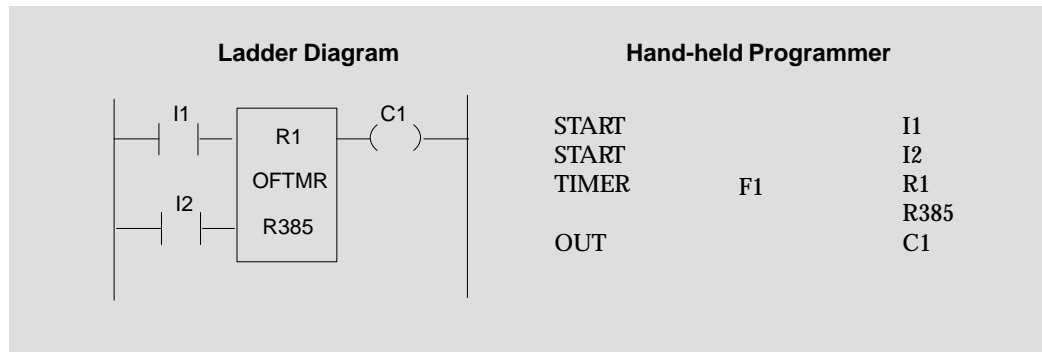 Ladder Diagram
I1
R1
C1
OFTMR
I2
R385
Hand-held Programmer
START I1
START I2
TIMER F1 R1
R385
OUT C1